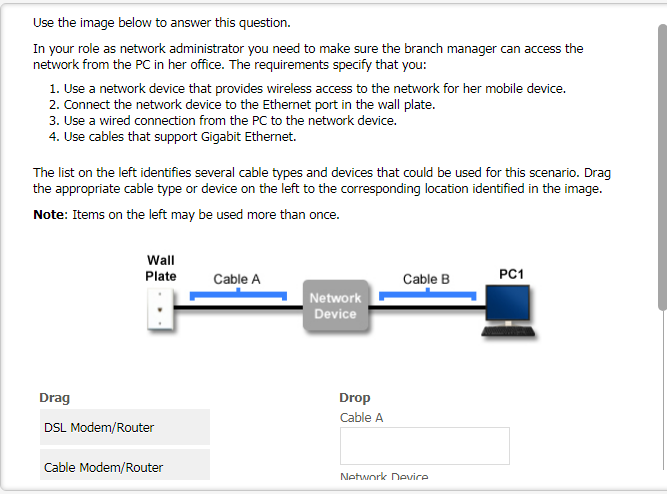 Use the image below to answer this question.
In your role as network administrator you need to make sure the branch manager can access the
network from the PC in her office. The requirements specify that you:
1. Use a network device that provides wireless access to the network for her mobile device.
2. Connect the network device to the Ethernet port in the wall plate.
3. Use a wired connection from the PC to the network device.
4. Use cables that support Gigabit Ethernet.
The list on the left identifies several cable types and devices that could be used for this scenario. Drag
the appropriate cable type or device on the left to the corresponding location identified in the image.
Note: Items on the left may be used more than once.
Wall
Plate
Cable A
Network
Device
Cable B
PC1
Drag
DSL Modem/Router
Cable Modem/Router
Drop
Cable A
Network Device